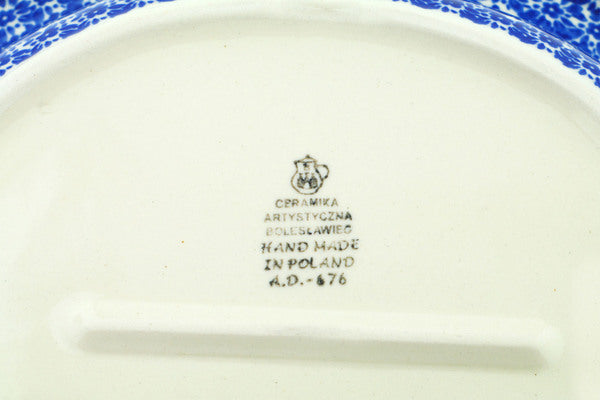 CERAMIKA
ARTYSTYCZNA
BOLESŁAWIEC
HAND MADE
IN POLAND
A.D.-676